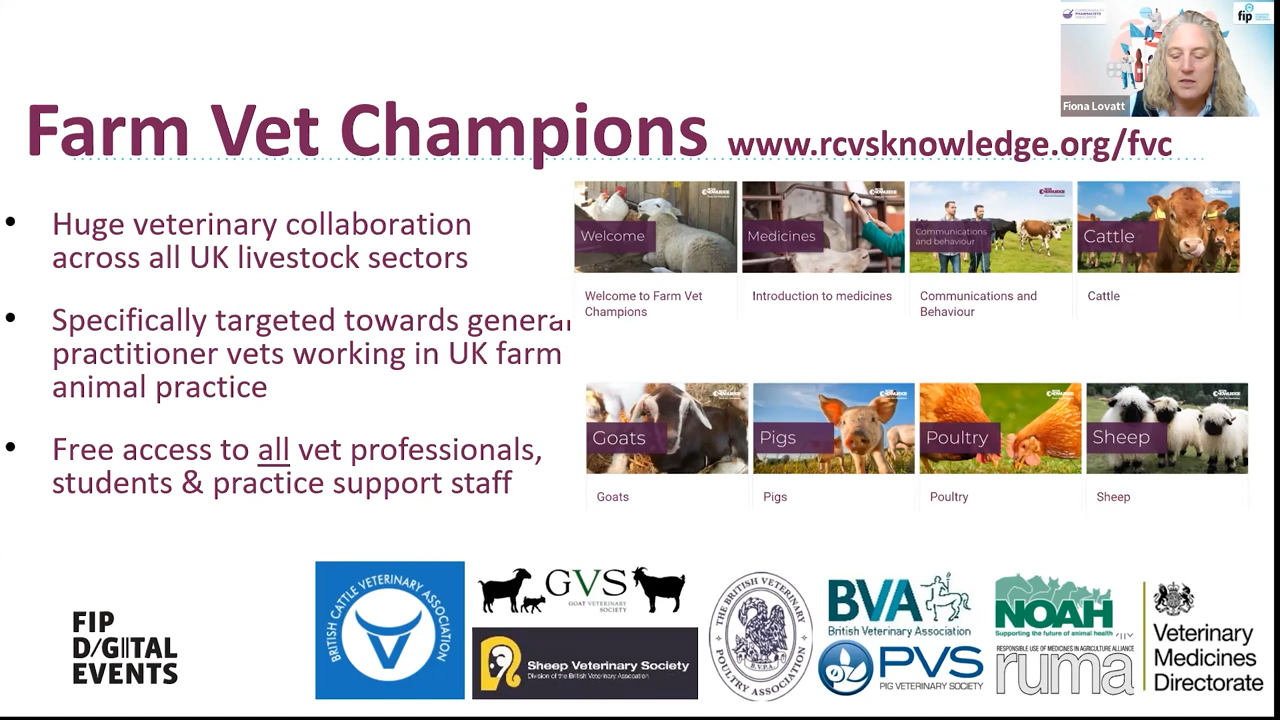 fip
Fiona Lovatt
Farm Vet Champions www.rcvsknowledge.org/fvc
• Huge veterinary collaboration
across all UK livestock sectors
• Specifically targeted towards general
practitioner vets working in UK farm
animal practice
• Free access to all vet professionals,
students & practice support staff
Welcome
Medicines
Communications
and behaviour
Cattle
Welcome to Farm Vet
Champions
Introduction to medicines
Communications and
Behaviour
Cattle
Goats
Pigs
Poultry
Sheep
Goats
Pigs
Poultry
Sheep
FIP
D/GITAL
EVENTS
BRITISH CATTLE VETERINARY ASSOCIATION
GVS
GOAT VETERINARY
SOCIETY
Sheep Veterinary Society
Division of the British Veterinary Association
THE BRITISH VETERINARY
POULTRY ASSOCIATION
B.V.P.A.
BVA
British Veterinary Association
PVS
PIG VETERINARY SOCIETY
NOAH
Supporting the future of animal health
RESPONSIBLE USE OF MEDICINES IN AGRICULTURE ALLIANCE
ruma
Veterinary
Medicines
Directorate